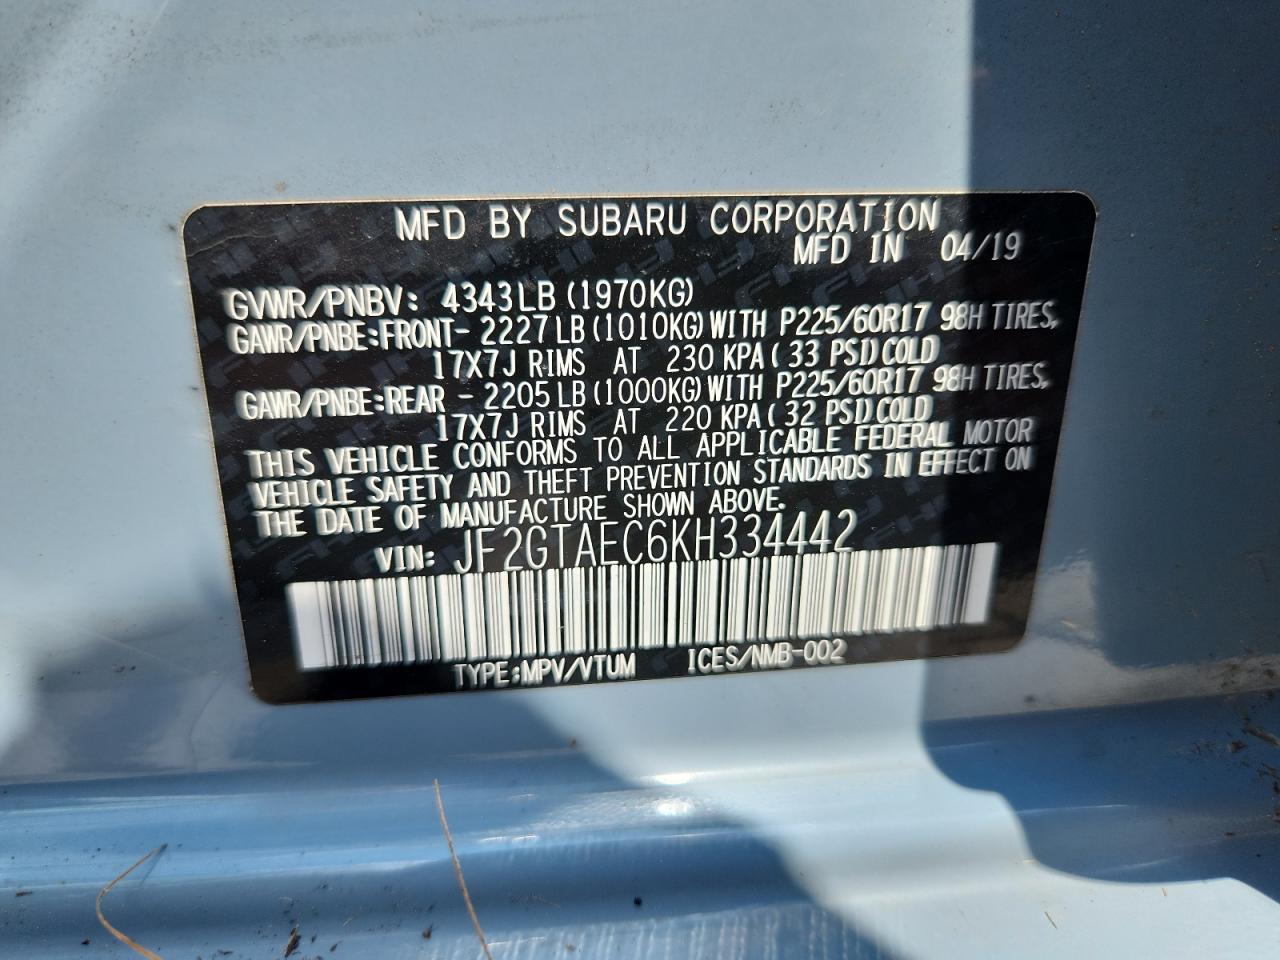 MFD BY SUBARU CORPORATION
MFD IN 04/19
GVWR/PNBV: 4343LB (1970KG)
GAWR/PNBE:FRONT- 2227LB (1010KG) WITH P225/60R17 98H TIRES,
17X7J RIMS AT 230 KPA (33 PSI) COLD
GAWR/PNBE:REAR - 2205LB (1000KG) WITH P225/60R17 98H TIRES,
17X7J RIMS AT 220 KPA (32 PSI) COLD
THIS VEHICLE CONFORMS TO ALL APPLICABLE FEDERAL MOTOR
VEHICLE SAFETY AND THEFT PREVENTION STANDARDS IN EFFECT ON
THE DATE OF MANUFACTURE SHOWN ABOVE.
VIN: JF2GTAEC6KH334442
TYPE:MPV/VTUM ICES/NMB-002